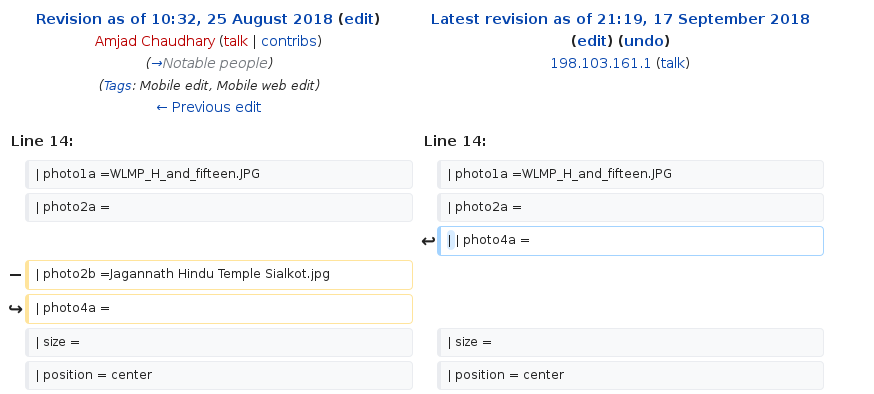 Revision as of 10:32, 25 August 2018 (edit)
Amjad Chaudhary (talk | contribs)
(→Notable people)
(Tags: Mobile edit, Mobile web edit)
← Previous edit
Latest revision as of 21:19, 17 September 2018
(edit) (undo)
198.103.161.1 (talk)
Line 14:
Line 14:
| photo1a =WLMP_H_and_fifteen.JPG
| photo1a =WLMP_H_and_fifteen.JPG
| photo2a =
| photo2a =
↩ | | photo4a =
− | photo2b =Jagannath Hindu Temple Sialkot.jpg
↪ | photo4a =
| size =
| size =
| position = center
| position = center